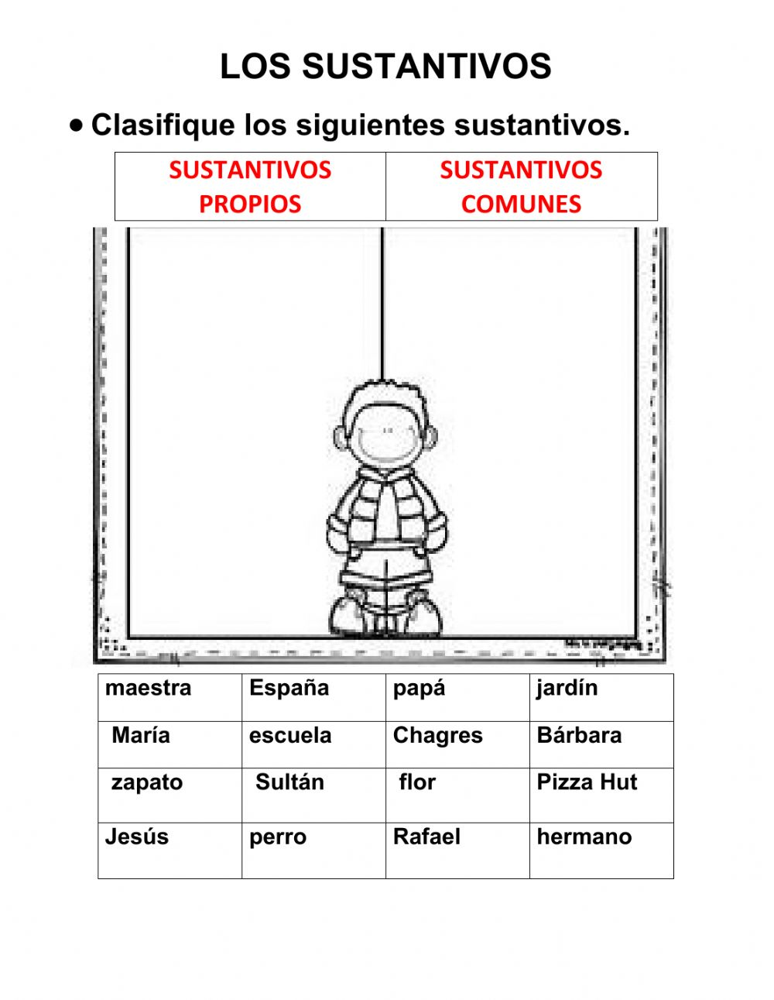 LOS SUSTANTIVOS
• Clasifique los siguientes sustantivos.
SUSTANTIVOS PROPIOS
SUSTANTIVOS COMUNES
maestra España papá jardín
María escuela Chagres Bárbara
zapato Sultán flor Pizza Hut
Jesús perro Rafael hermano